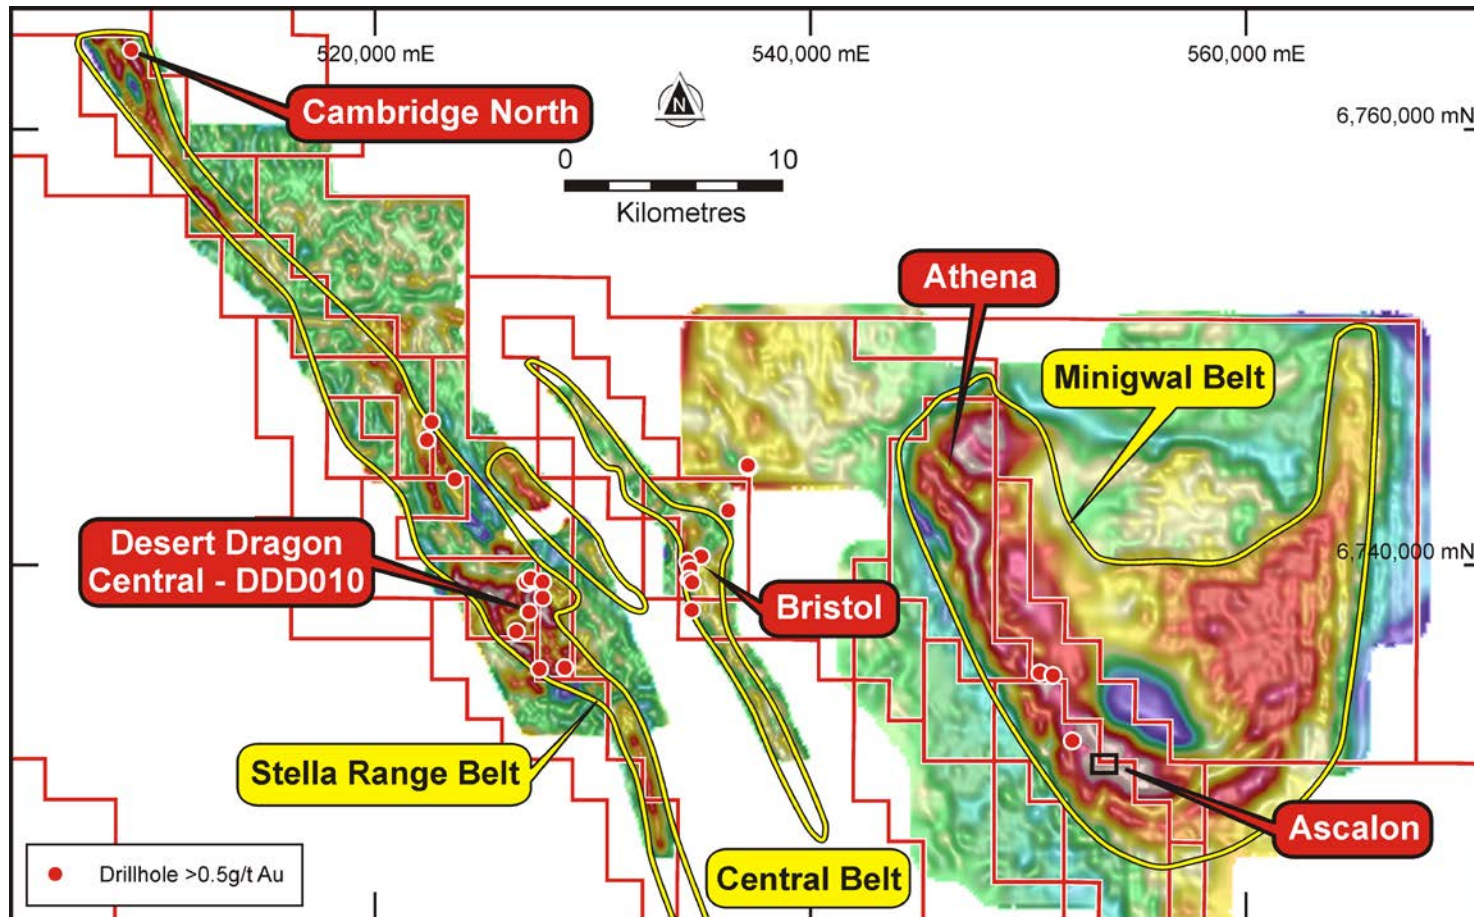 520,000 mE
540,000 mE
560,000 mE
Cambridge North
N
6,760,000 mN
0 10
Kilometres
Athena
Minigwal Belt
Desert Dragon
Central - DDD010
6,740,000 mN
Bristol
Stella Range Belt
Ascalon
Central Belt
Drillhole >0.5g/t Au